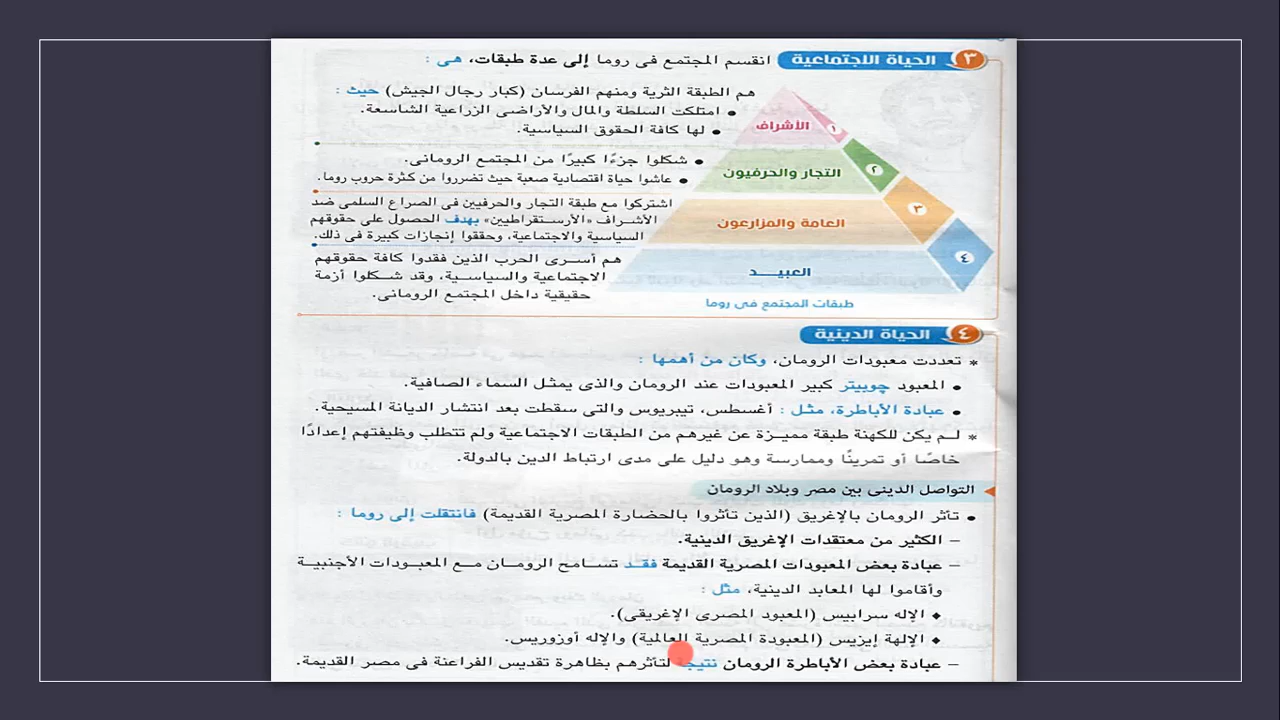 ٣ الحياة الاجتماعية انقسم المجتمع فى روما إلى عدة طبقات، هى :
١ الأشراف
هم الطبقة الثرية ومنهم الفرسان (كبار رجال الجيش) حيث :
• امتلكت السلطة والمال والأراضى الزراعية الشاسعة.
• لها كافة الحقوق السياسية.
٢ التجار والحرفيون
• شكلوا جزءًا كبيرًا من المجتمع الرومانى.
• عاشوا حياة اقتصادية صعبة حيث تضرروا من كثرة حروب روما.
٣ العامة والمزارعون
اشتركوا مع طبقة التجار والحرفيين فى الصراع السلمى ضد
الأشراف «الأرستقراطيين» بهدف الحصول على حقوقهم
السياسية والاجتماعية، وحققوا إنجازات كبيرة فى ذلك.
٤ العبيد
هم أسرى الحرب الذين فقدوا كافة حقوقهم
الاجتماعية والسياسية، وقد شكلوا أزمة
حقيقية داخل المجتمع الرومانى.
طبقات المجتمع فى روما
٤ الحياة الدينية
* تعددت معبودات الرومان، وكان من أهمها :
• المعبود چوبيتر كبير المعبودات عند الرومان والذى يمثل السماء الصافية.
• عبادة الأباطرة، مثل : أغسطس، تيبريوس والتى سقطت بعد انتشار الديانة المسيحية.
* لم يكن للكهنة طبقة مميزة عن غيرهم من الطبقات الاجتماعية ولم تتطلب وظيفتهم إعدادًا
خاصًا أو تمرينًا وممارسة وهو دليل على مدى ارتباط الدين بالدولة.
التواصل الدينى بين مصر وبلاد الرومان
• تأثر الرومان بالإغريق (الذين تأثروا بالحضارة المصرية القديمة) فانتقلت إلى روما :
– الكثير من معتقدات الإغريق الدينية.
– عبادة بعض المعبودات المصرية القديمة فقد تسامح الرومان مع المعبودات الأجنبية
وأقاموا لها المعابد الدينية، مثل :
♦ الإله سرابيس (المعبود المصرى الإغريقى).
♦ الإلهة إيزيس (المعبودة المصرية العالمية) والإله أوزوريس.
– عبادة بعض الأباطرة الرومان نتيجة لتأثرهم بظاهرة تقديس الفراعنة فى مصر القديمة.